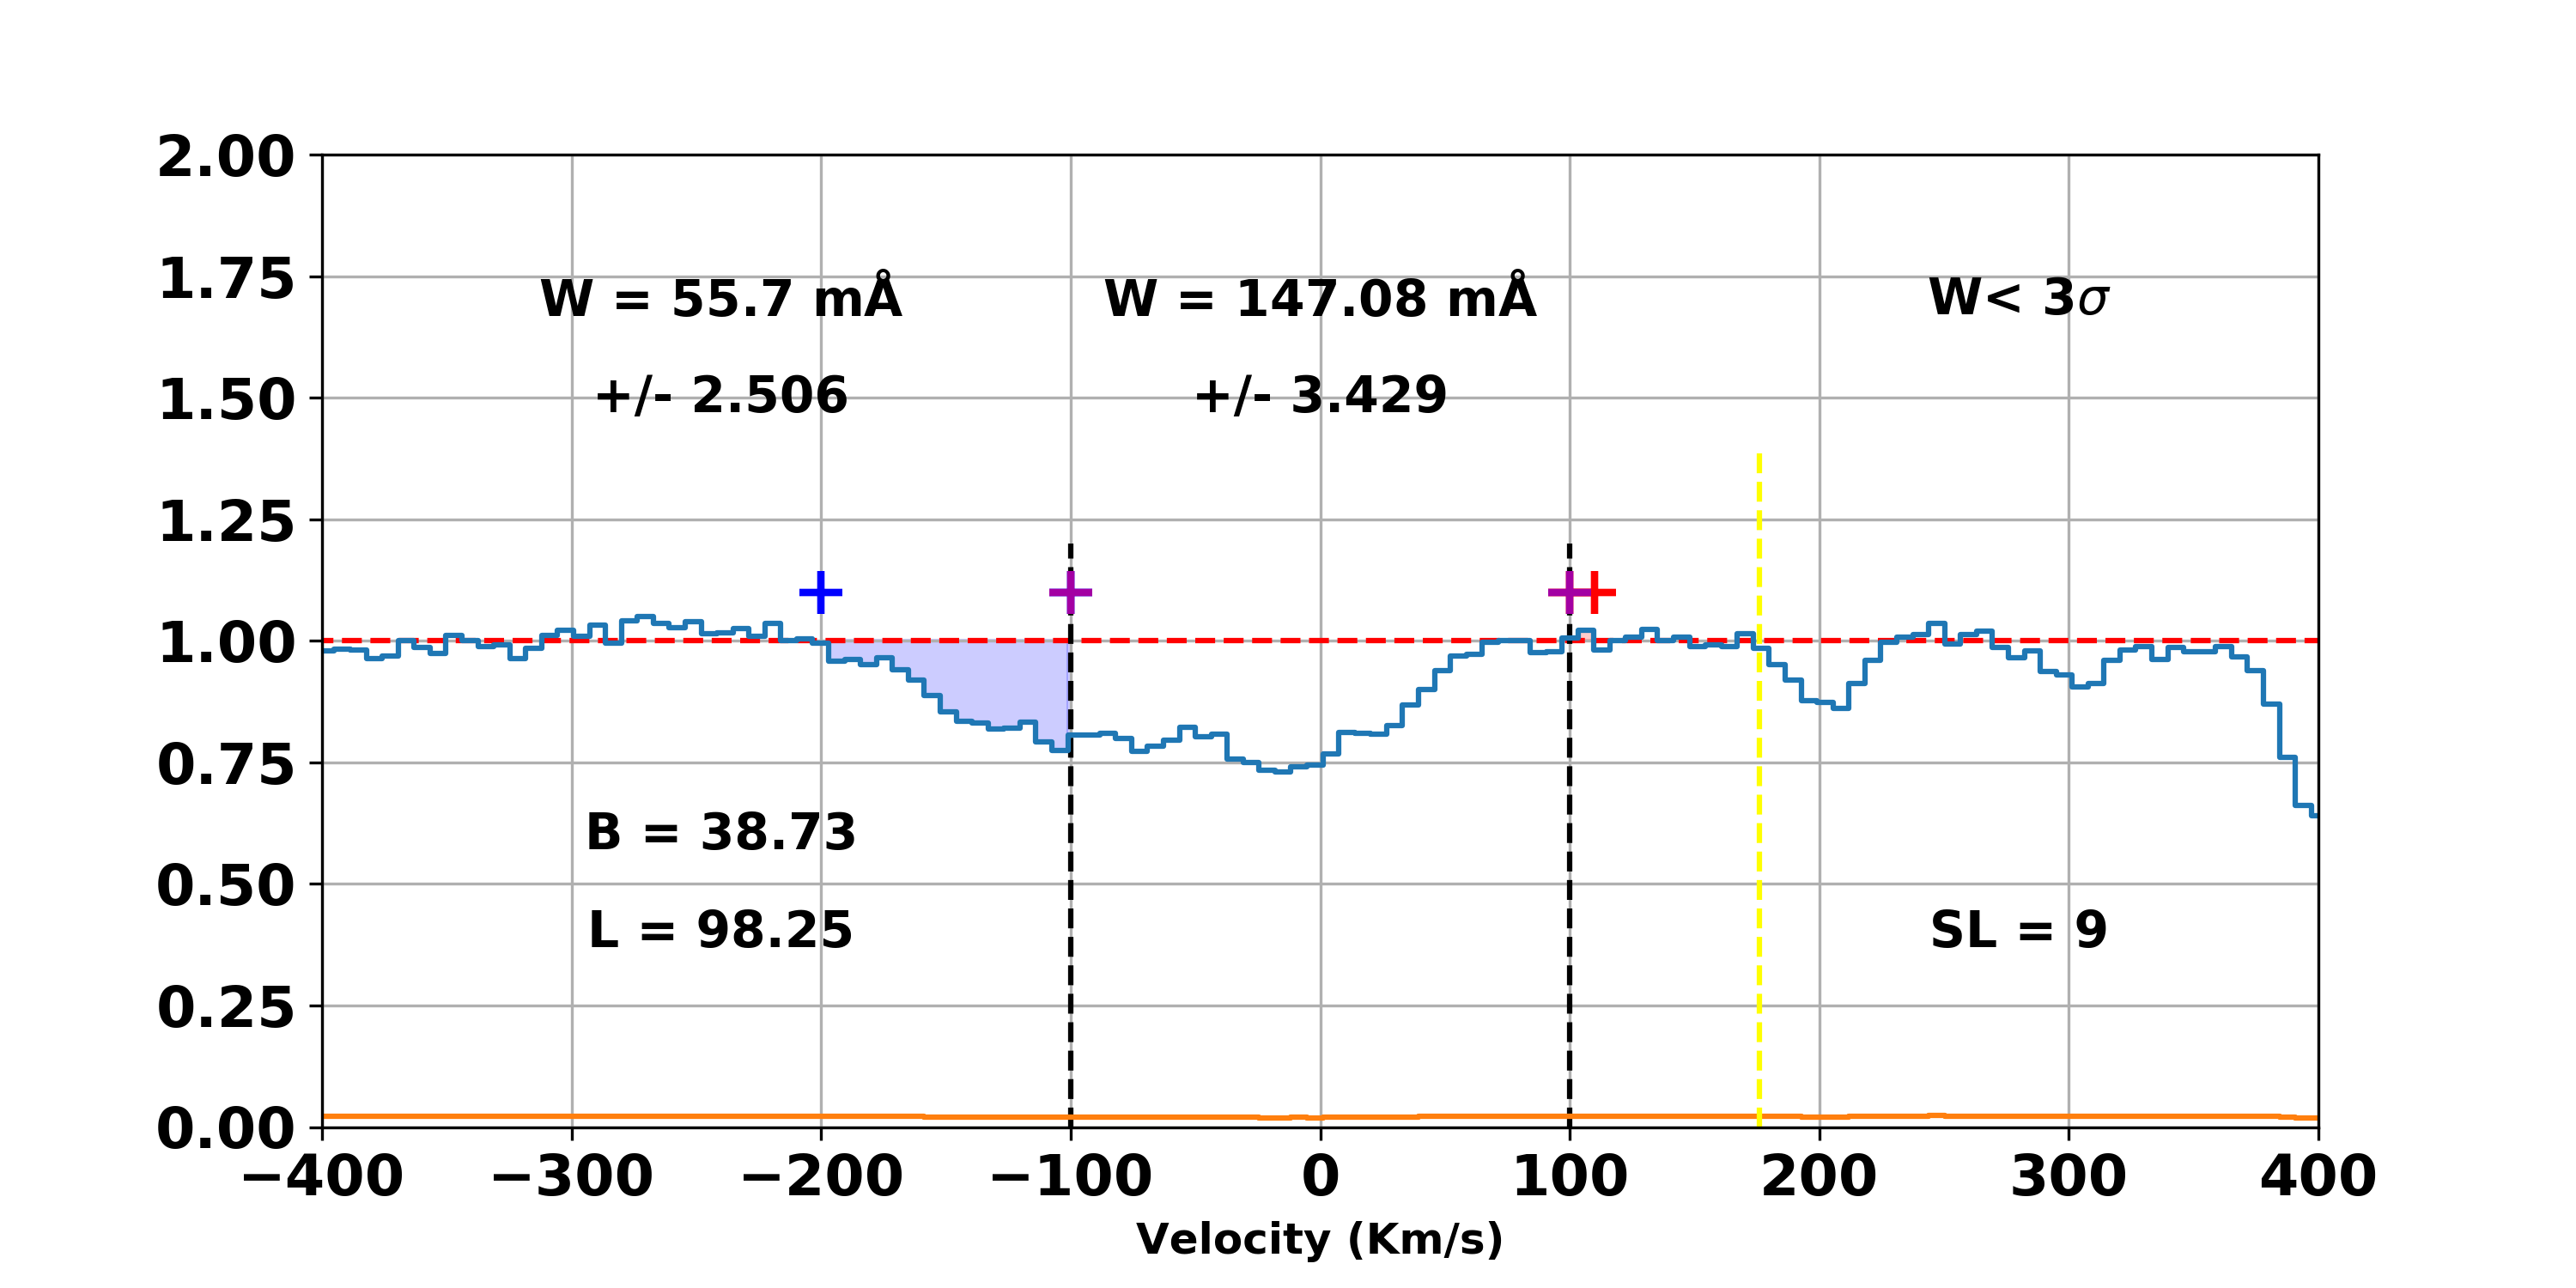 2.00
1.75
1.50
1.25
1.00
0.75
0.50
0.25
0.00
W = 55.7 mÅ
+/- 2.506
W = 147.08 mÅ
+/- 3.429
W< 3σ
B = 38.73
L = 98.25
SL = 9
−400 −300 −200 −100 0 100 200 300 400
Velocity (Km/s)